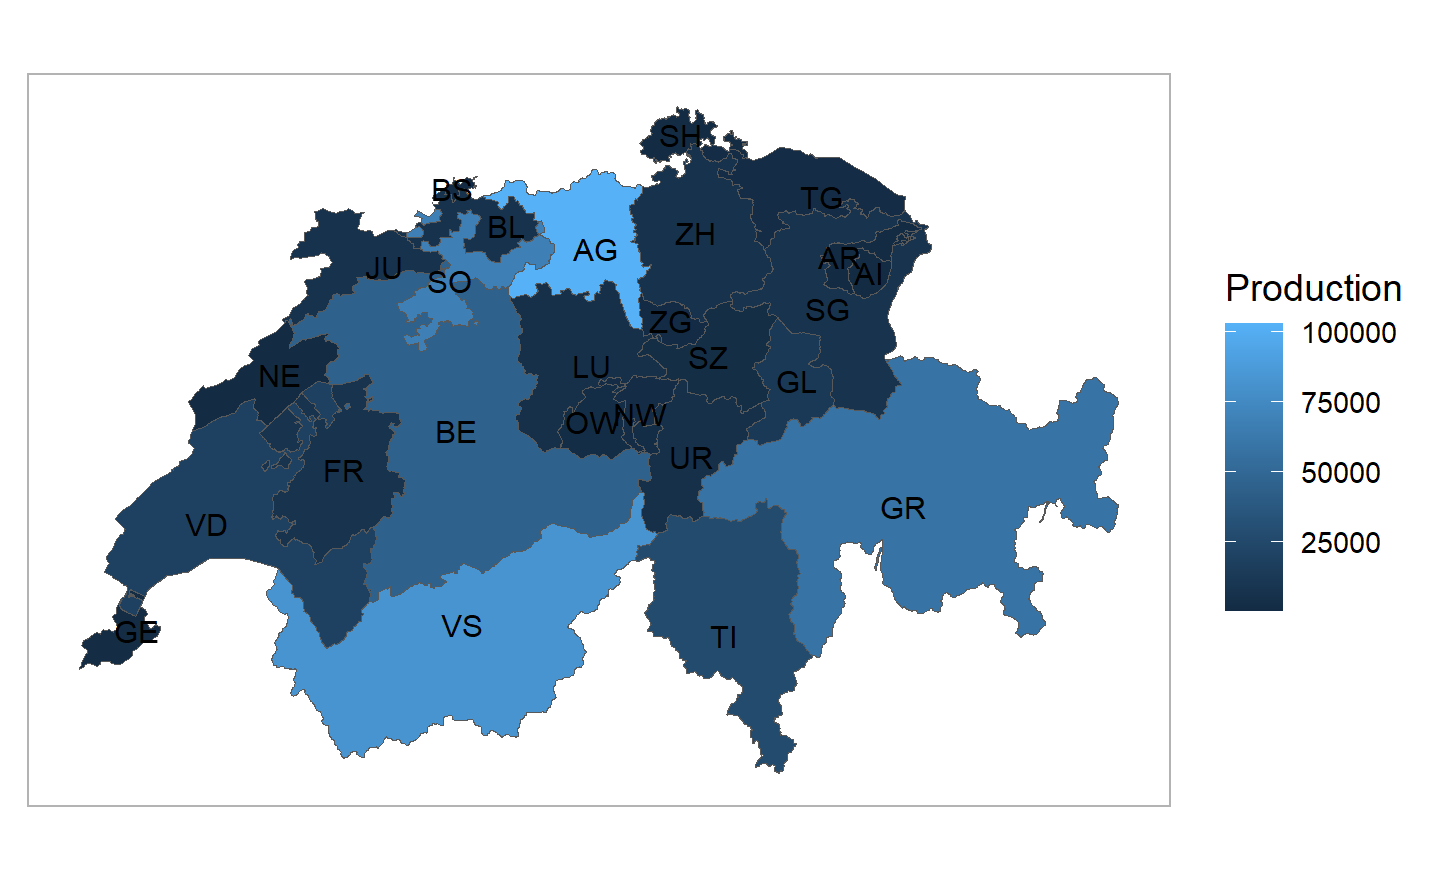 SH
BS
TG
BL
ZH
AG
AR
JU
AI
SO
SG
ZG
SZ
LU
NE
GL
NW
OW
BE
UR
FR
GR
VD
VS
GE
TI
Production
100000
75000
50000
25000